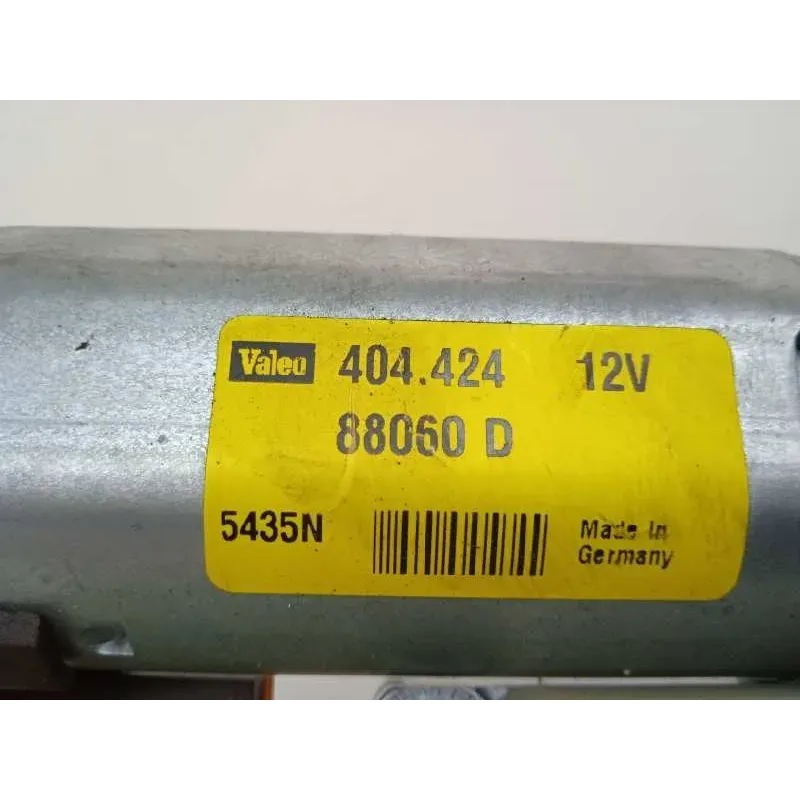 Valeo 404.424 12V
88060 D
5435N Made in
Germany